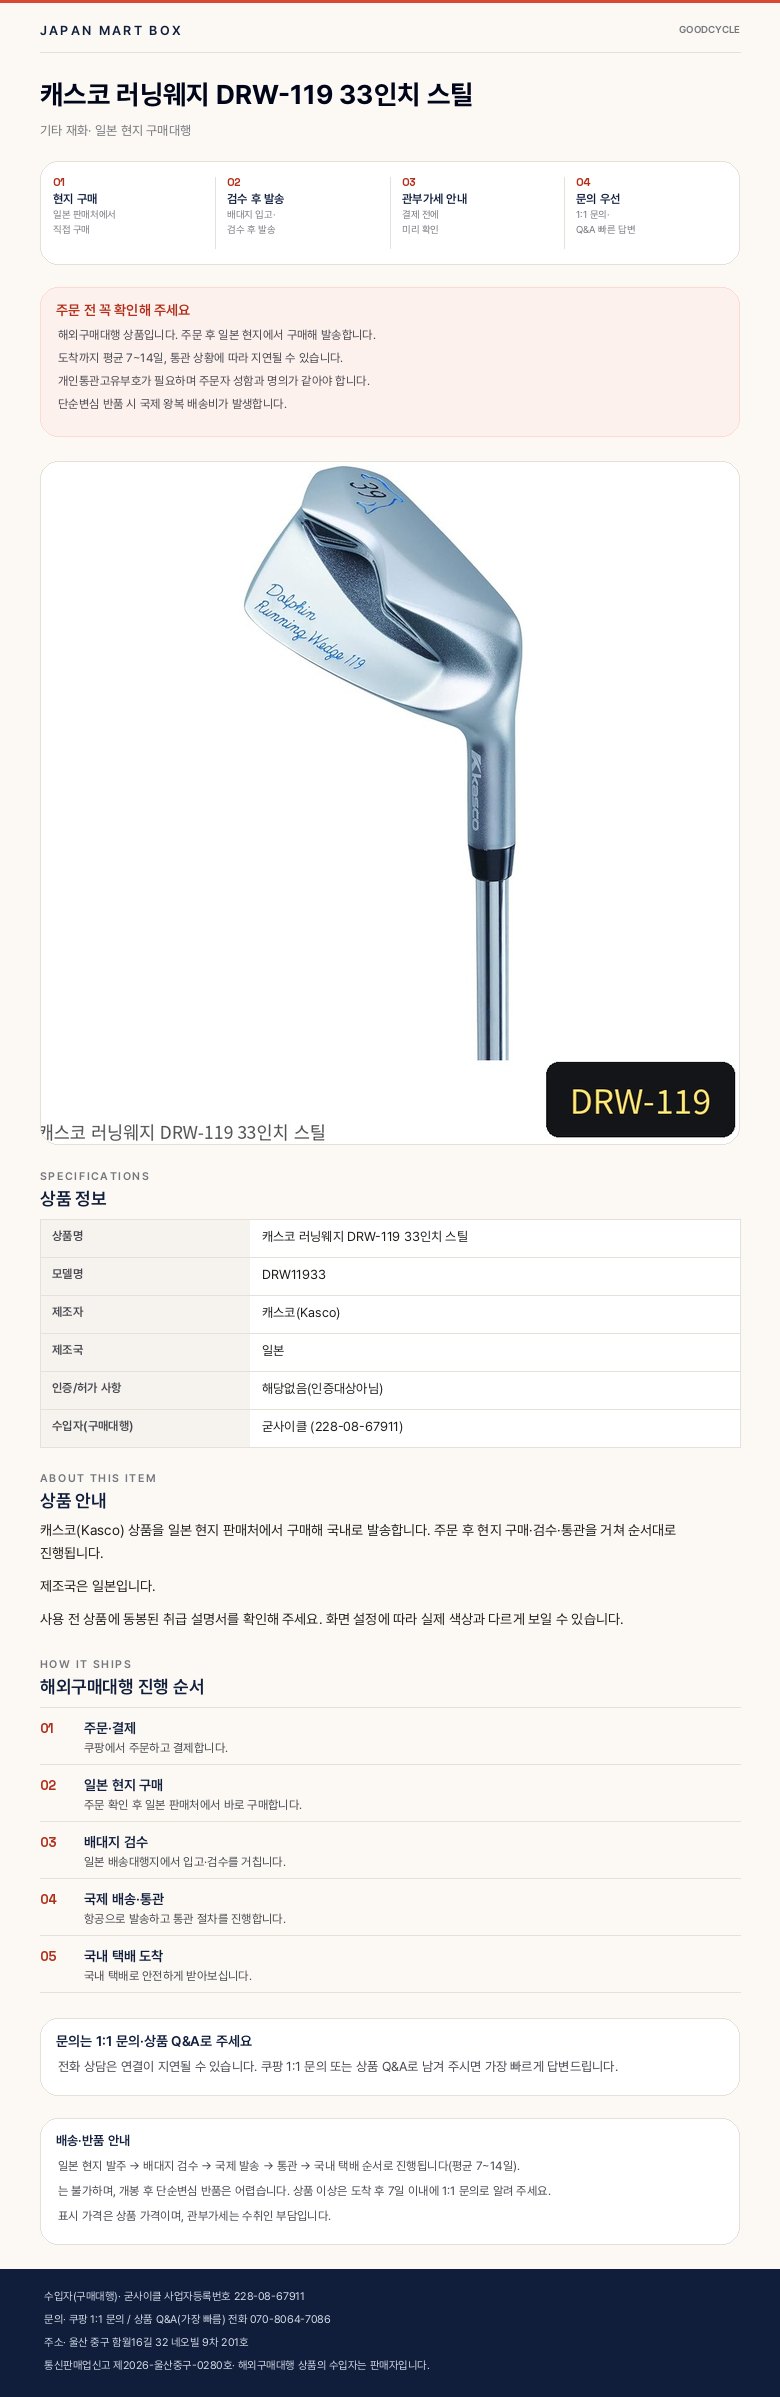 JAPAN MART BOX
GOODCYCLE
캐스코 러닝웨지 DRW-119 33인치 스틸
기타 재화· 일본 현지 구매대행
01
현지 구매
일본 판매처에서
직접 구매
02
검수 후 발송
배대지 입고·
검수 후 발송
03
관부가세 안내
결제 전에
미리 확인
04
문의 우선
1:1 문의·
Q&A 빠른 답변
주문 전 꼭 확인해 주세요
해외구매대행 상품입니다. 주문 후 일본 현지에서 구매해 발송합니다.
도착까지 평균 7~14일, 통관 상황에 따라 지연될 수 있습니다.
개인통관고유부호가 필요하며 주문자 성함과 명의가 같아야 합니다.
단순변심 반품 시 국제 왕복 배송비가 발생합니다.
39
Dolphin
Running Wedge 119
Kasco
DRW-119
캐스코 러닝웨지 DRW-119 33인치 스틸
SPECIFICATIONS
상품 정보
상품명 캐스코 러닝웨지 DRW-119 33인치 스틸
모델명 DRW11933
제조자 캐스코(Kasco)
제조국 일본
인증/허가 사항 해당없음(인증대상아님)
수입자(구매대행) 굳사이클 (228-08-67911)
ABOUT THIS ITEM
상품 안내
캐스코(Kasco) 상품을 일본 현지 판매처에서 구매해 국내로 발송합니다. 주문 후 현지 구매·검수·통관을 거쳐 순서대로
진행됩니다.
제조국은 일본입니다.
사용 전 상품에 동봉된 취급 설명서를 확인해 주세요. 화면 설정에 따라 실제 색상과 다르게 보일 수 있습니다.
HOW IT SHIPS
해외구매대행 진행 순서
01 주문·결제
쿠팡에서 주문하고 결제합니다.
02 일본 현지 구매
주문 확인 후 일본 판매처에서 바로 구매합니다.
03 배대지 검수
일본 배송대행지에서 입고·검수를 거칩니다.
04 국제 배송·통관
항공으로 발송하고 통관 절차를 진행합니다.
05 국내 택배 도착
국내 택배로 안전하게 받아보십니다.
문의는 1:1 문의·상품 Q&A로 주세요
전화 상담은 연결이 지연될 수 있습니다. 쿠팡 1:1 문의 또는 상품 Q&A로 남겨 주시면 가장 빠르게 답변드립니다.
배송·반품 안내
일본 현지 발주 → 배대지 검수 → 국제 발송 → 통관 → 국내 택배 순서로 진행됩니다(평균 7~14일).
는 불가하며, 개봉 후 단순변심 반품은 어렵습니다. 상품 이상은 도착 후 7일 이내에 1:1 문의로 알려 주세요.
표시 가격은 상품 가격이며, 관부가세는 수취인 부담입니다.
수입자(구매대행)· 굳사이클 사업자등록번호 228-08-67911
문의· 쿠팡 1:1 문의 / 상품 Q&A(가장 빠름) 전화 070-8064-7086
주소· 울산 중구 함월16길 32 네오빌 9차 201호
통신판매업신고 제2026-울산중구-0280호· 해외구매대행 상품의 수입자는 판매자입니다.